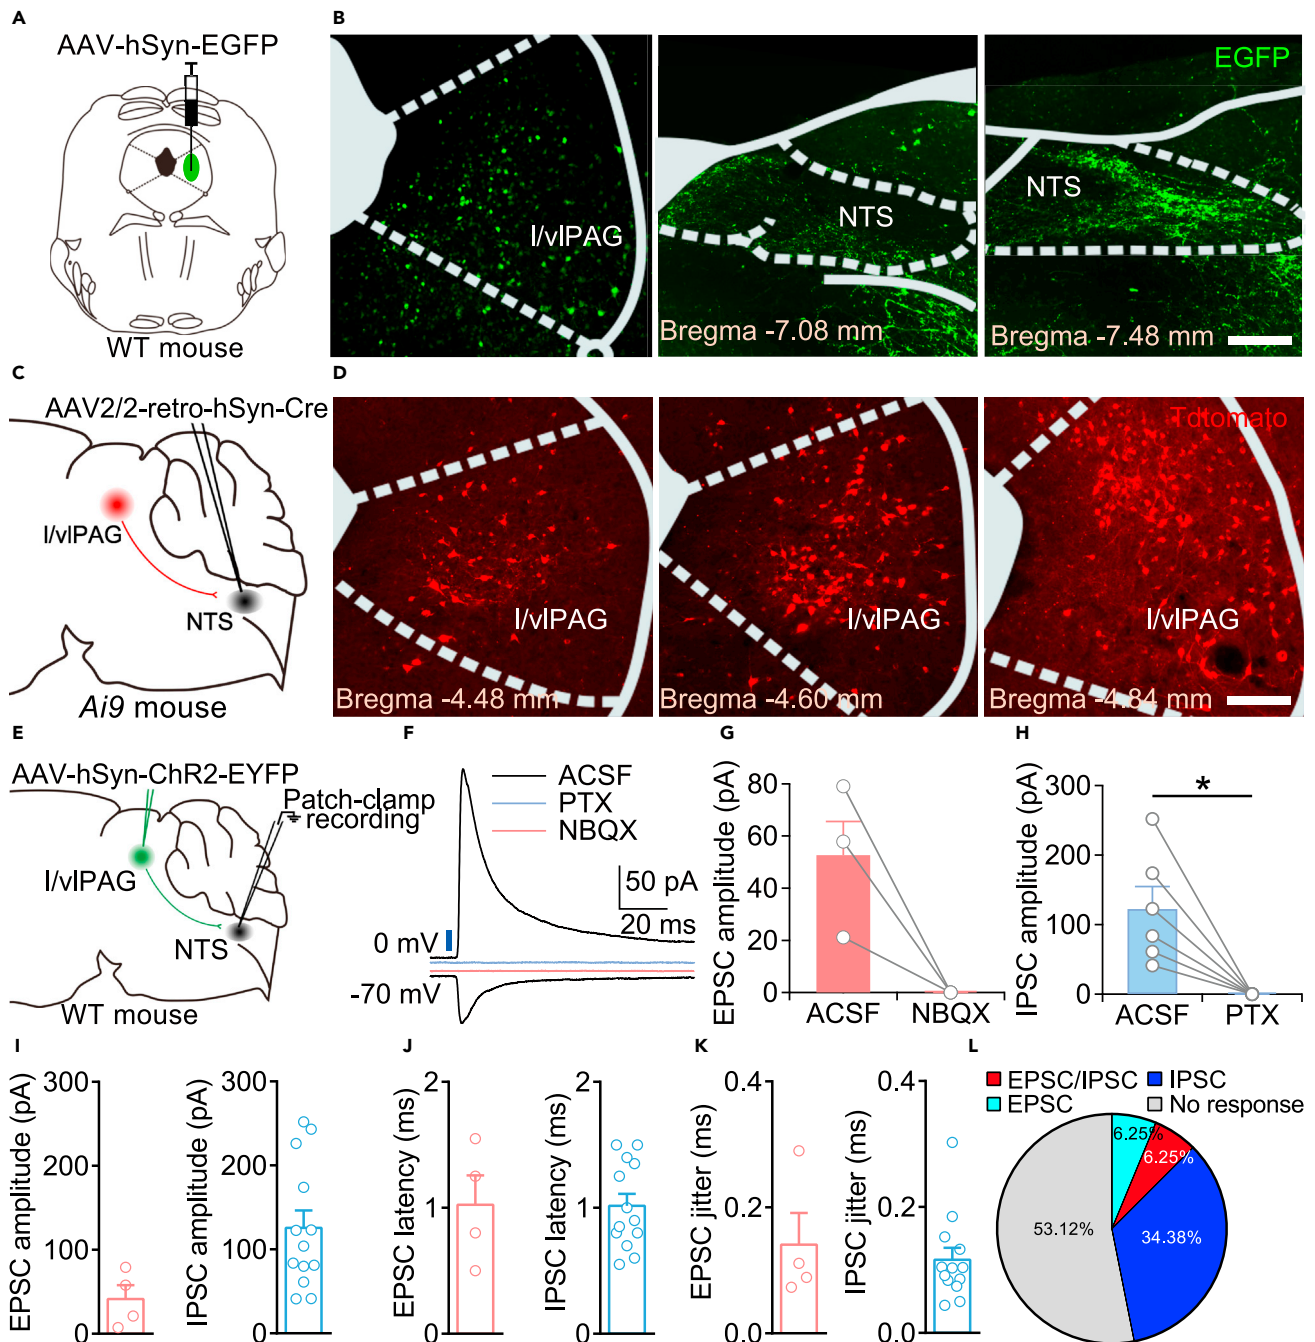 A
AAV-hSyn-EGFP
WT mouse
B
l/vlPAG
NTS
Bregma -7.08 mm
EGFP
NTS
Bregma -7.48 mm
C
AAV2/2-retro-hSyn-Cre
l/vlPAG
NTS
Ai9 mouse
D
l/vlPAG
Bregma -4.48 mm
l/vlPAG
Bregma -4.60 mm
Tdtomato
l/vlPAG
Bregma -4.84 mm
E
AAV-hSyn-ChR2-EYFP
Patch-clamp
recording
l/vlPAG
NTS
WT mouse
F
ACSF
PTX
NBQX
50 pA
20 ms
0 mV
-70 mV
G
EPSC amplitude (pA)
80
60
40
20
0
ACSF NBQX
H
IPSC amplitude (pA)
300
200
100
0
*
ACSF PTX
I
EPSC amplitude (pA)
300
200
100
0
IPSC amplitude (pA)
300
200
100
0
J
EPSC latency (ms)
2
1
0
IPSC latency (ms)
2
1
0
K
EPSC jitter (ms)
0.4
0.2
0.0
IPSC jitter (ms)
0.4
0.2
0.0
L
EPSC/IPSC IPSC
EPSC No response
6.25%
6.25%
34.38%
53.12%